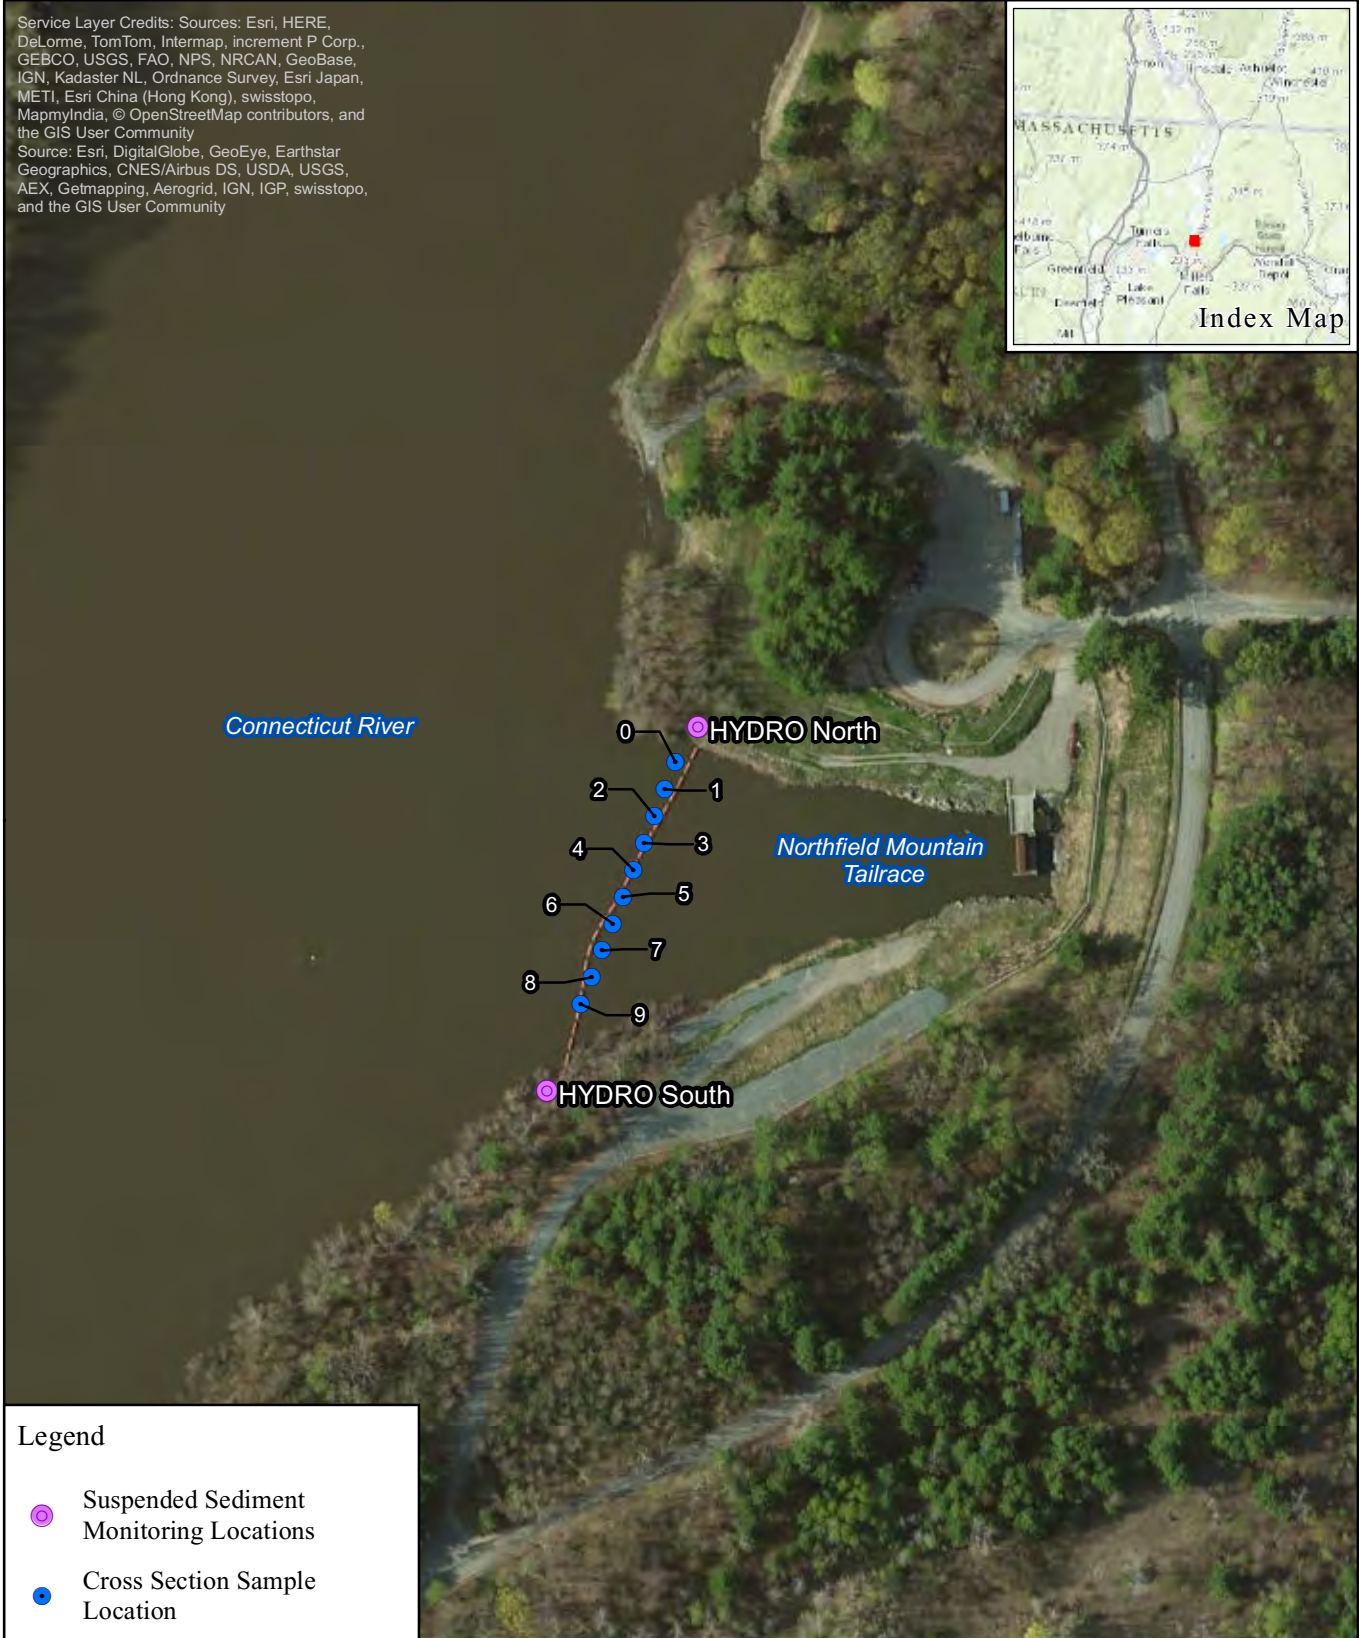 Service Layer Credits: Sources: Esri, HERE,
DeLorme, TomTom, Intermap, increment P Corp.,
GEBCO, USGS, FAO, NPS, NRCAN, GeoBase,
IGN, Kadaster NL, Ordnance Survey, Esri Japan,
METI, Esri China (Hong Kong), swisstopo,
MapmyIndia, © OpenStreetMap contributors, and
the GIS User Community
Source: Esri, DigitalGlobe, GeoEye, Earthstar
Geographics, CNES/Airbus DS, USDA, USGS,
AEX, Getmapping, Aerogrid, IGN, IGP, swisstopo,
and the GIS User Community
Vernon
Hinsdale
Ashuelot
Winchester
MASSACHUSETTS
Turners
Falls
Greenfield
Millers
Falls
Wendell
Depot
Lake
Pleasant
Deerfield
Index Map
Connecticut River
HYDRO North
0
1
2
3
4
5
6
7
8
9
Northfield Mountain
Tailrace
HYDRO South
Legend
Suspended Sediment
Monitoring Locations
Cross Section Sample
Location